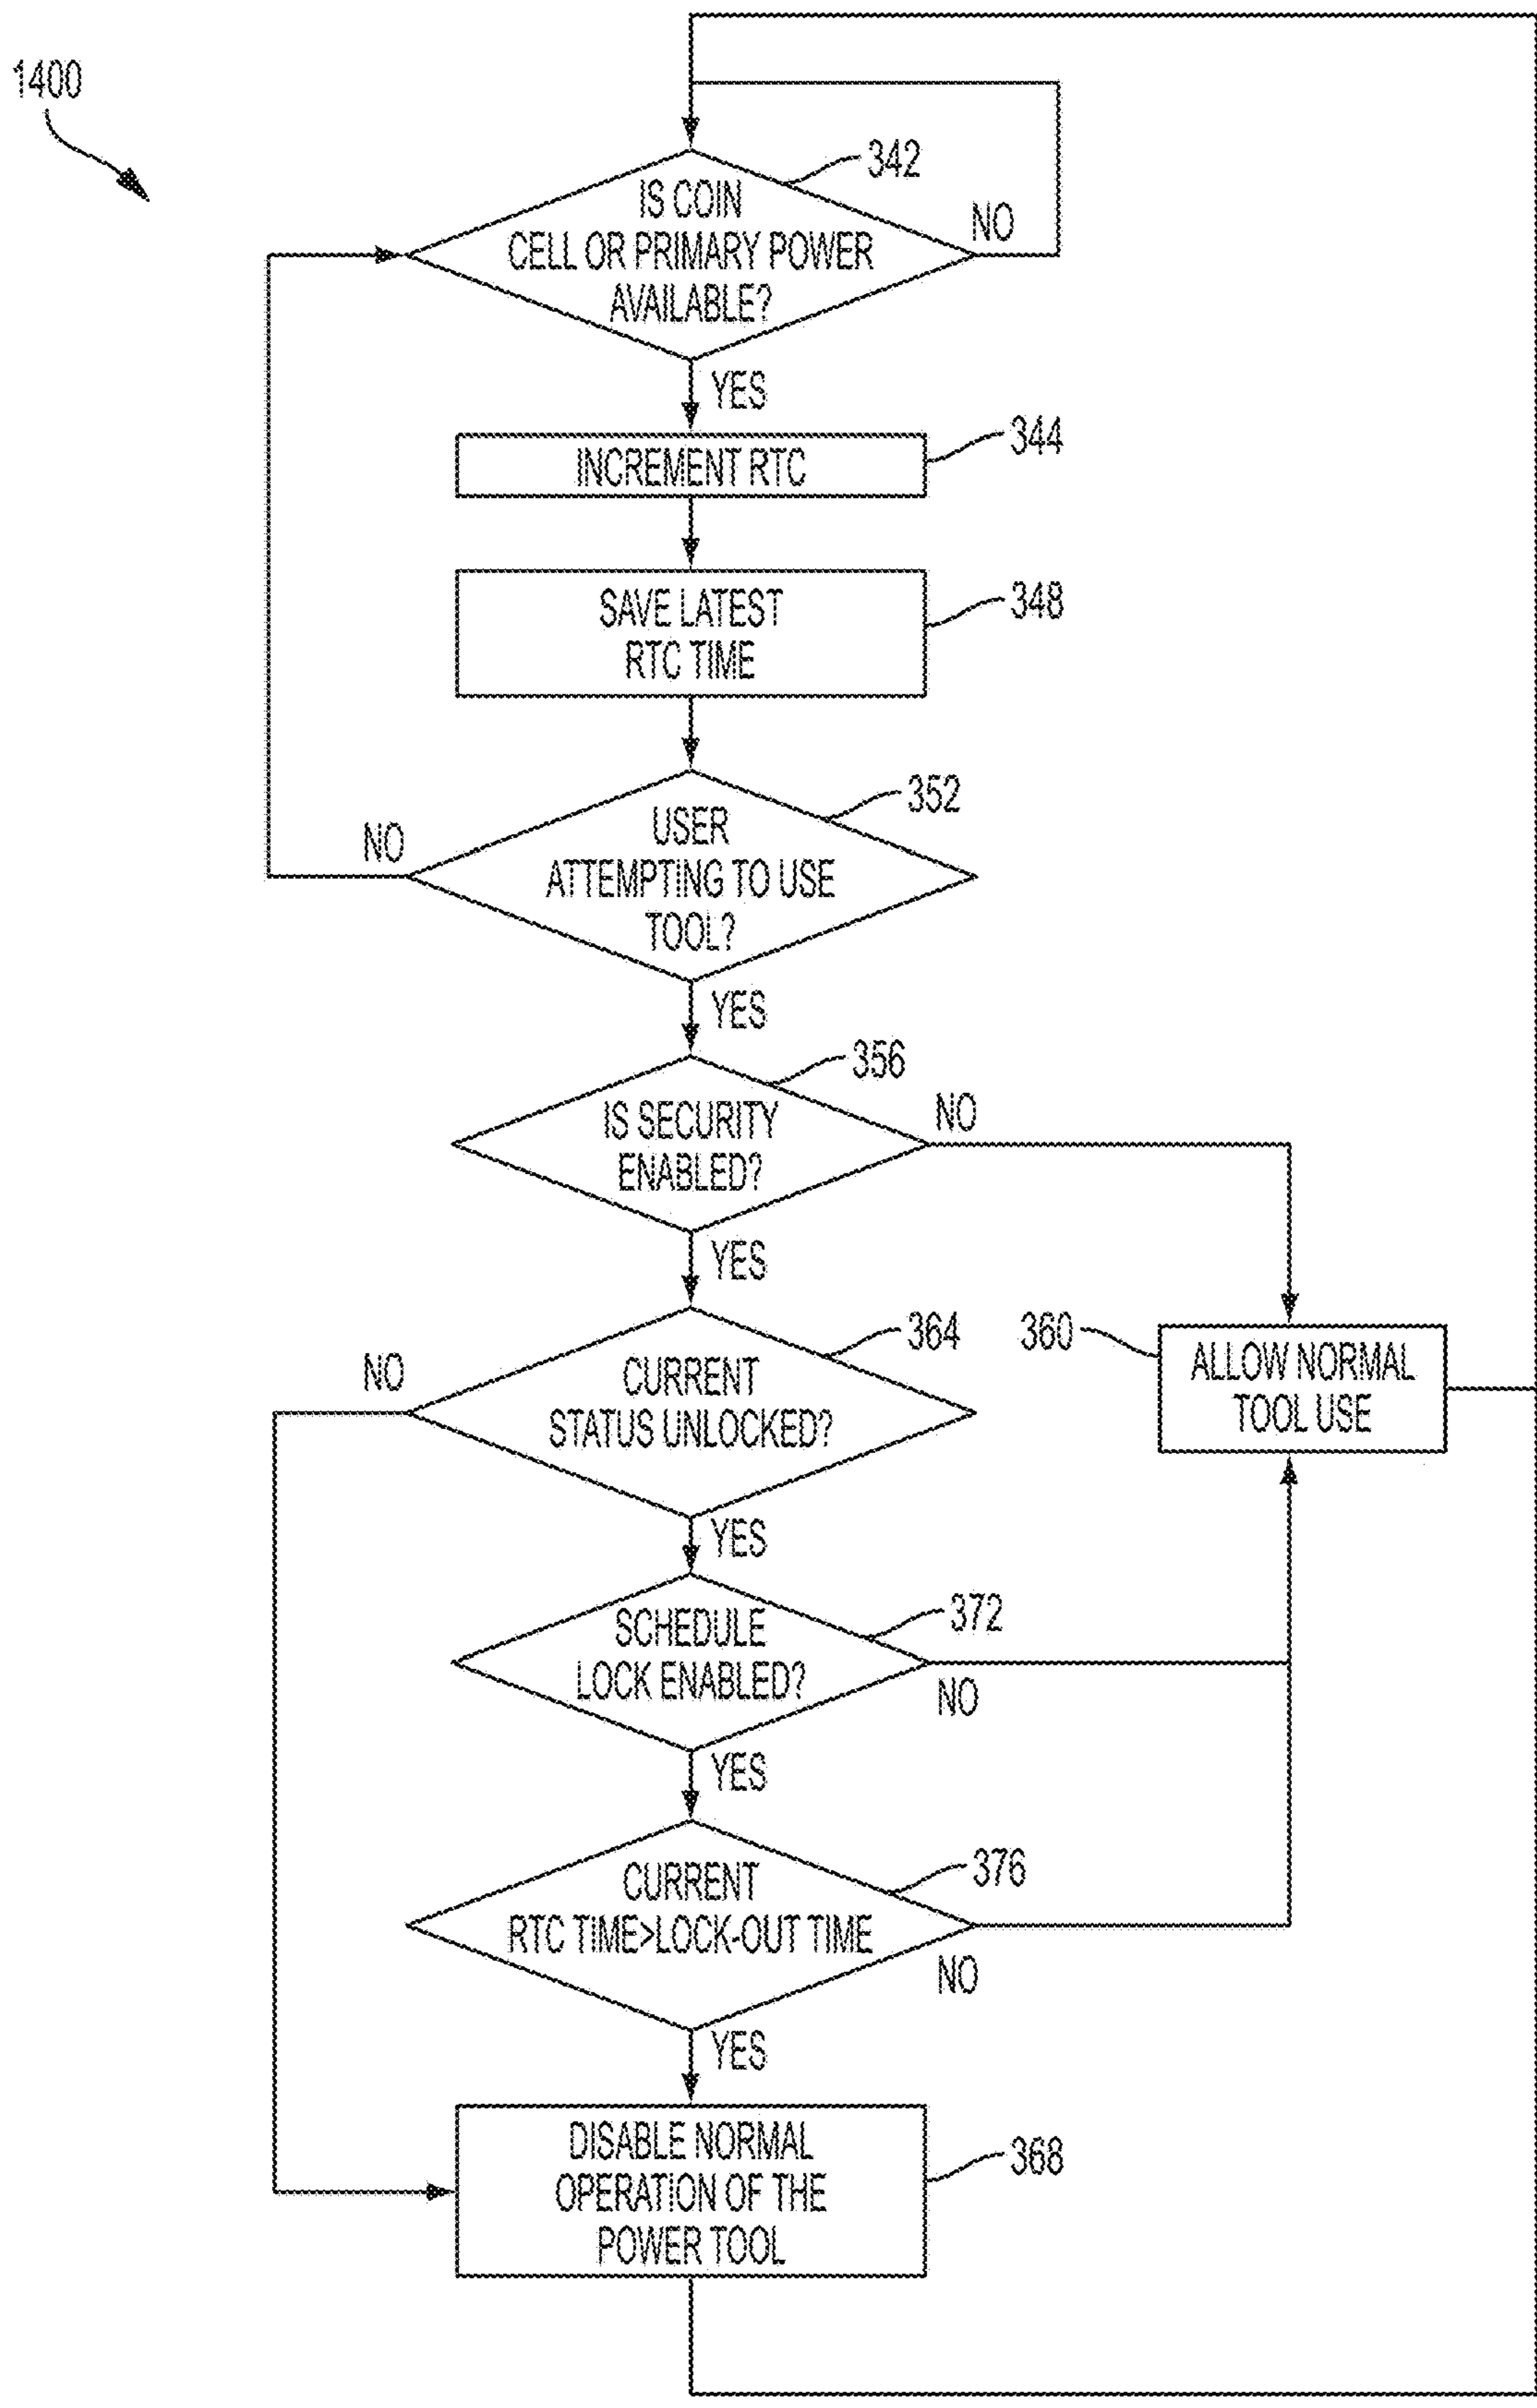 1400
342
IS COIN
CELL OR PRIMARY POWER
AVAILABLE?
NO
YES
344
INCREMENT RTC
348
SAVE LATEST
RTC TIME
352
USER
ATTEMPTING TO USE
TOOL?
NO
YES
356
IS SECURITY
ENABLED?
NO
YES
364
CURRENT
STATUS UNLOCKED?
NO
360
ALLOW NORMAL
TOOL USE
YES
372
SCHEDULE
LOCK ENABLED?
NO
YES
376
CURRENT
RTC TIME>LOCK-OUT TIME
NO
YES
368
DISABLE NORMAL
OPERATION OF THE
POWER TOOL